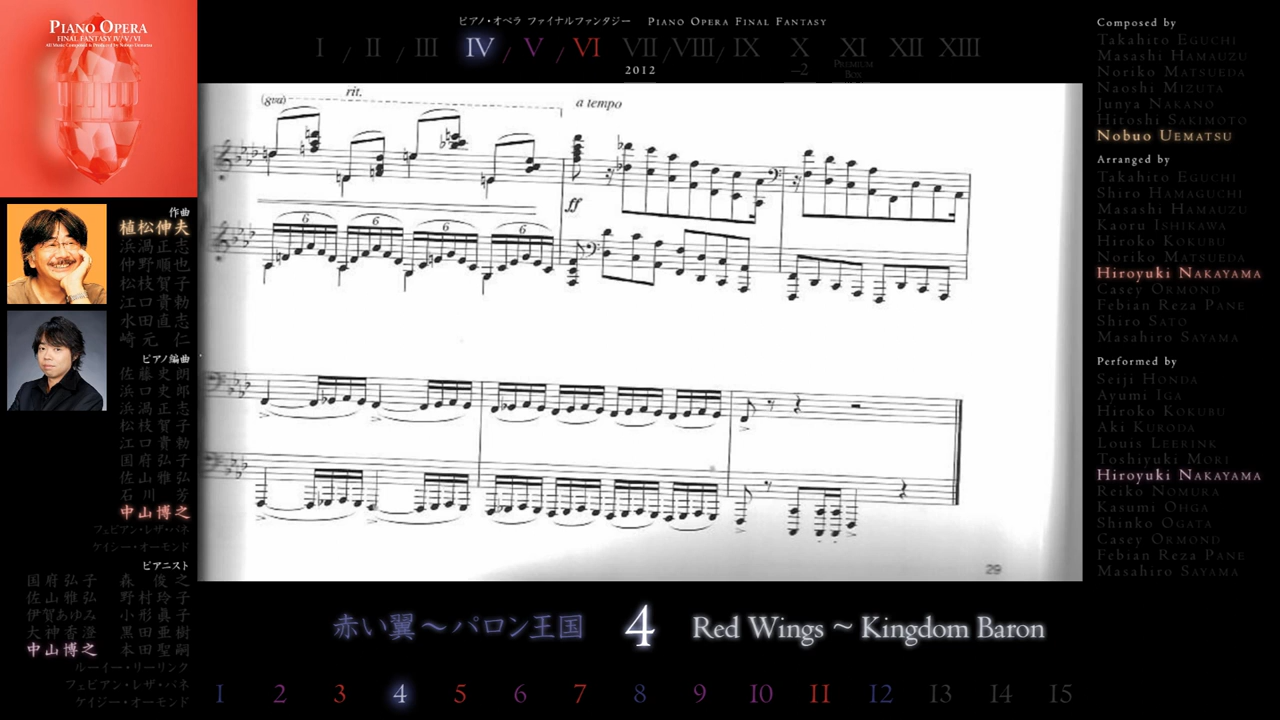 PIANO OPERA
FINAL FANTASY IV/V/VI
All Music Composed & Produced by Nobuo Uematsu
ピアノ・オペラ ファイナルファンタジー PIANO OPERA FINAL FANTASY
I / II / III IV / V / VI VII / VIII / IX X XI XII XIII
2012 –2 PREMIUM
BOX
(8va) rit. a tempo
ff
6 6 6 6
29
作曲
植松伸夫
浜渦正志
仲野順也
松枝賀子
江口貴勅
水田直志
崎元 仁
ピアノ編曲
佐藤史朗
浜口史郎
浜渦正志
松枝賀子
江口貴勅
国府弘子
佐山雅弘
石川 芳
中山博之
フェビアン・レザ・パネ
ケイシー・オーモンド
ピアニスト
国府弘子 森 俊之
佐山雅弘 野村玲子
伊賀あゆみ 小形眞子
大神香澄 黒田亜樹
中山博之 本田聖嗣
ルーイー・リーリンク
フェビアン・レザ・パネ
ケイシー・オーモンド
Composed by
Takahito EGUCHI
Masashi HAMAUZU
Noriko MATSUEDA
Naoshi MIZUTA
Junya NAKANO
Hitoshi SAKIMOTO
Nobuo UEMATSU
Arranged by
Takahito EGUCHI
Shiro HAMAGUCHI
Masashi HAMAUZU
Kaoru ISHIKAWA
Hiroko KOKUBU
Noriko MATSUEDA
Hiroyuki NAKAYAMA
Casey ORMOND
Febian Reza PANE
Shiro SATO
Masahiro SAYAMA
Performed by
Seiji HONDA
Ayumi IGA
Hiroko KOKUBU
Aki KURODA
Louis LEERINK
Toshiyuki MORI
Hiroyuki NAKAYAMA
Reiko NOMURA
Kasumi OHGA
Shinko OGATA
Casey ORMOND
Febian Reza PANE
Masahiro SAYAMA
赤い翼～バロン王国 4 Red Wings ~ Kingdom Baron
1 2 3 4 5 6 7 8 9 10 11 12 13 14 15